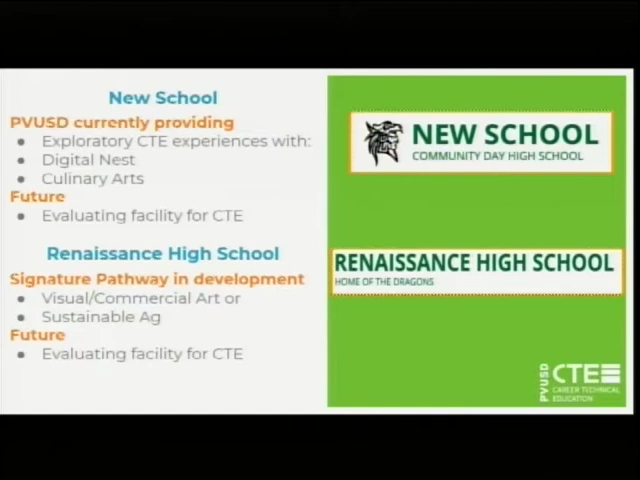 New School
PVUSD currently providing
Exploratory CTE experiences with:
Digital Nest
Culinary Arts
Future
Evaluating facility for CTE
Renaissance High School
Signature Pathway in development
Visual/Commercial Art or
Sustainable Ag
Future
Evaluating facility for CTE
NEW SCHOOL
COMMUNITY DAY HIGH SCHOOL
RENAISSANCE HIGH SCHOOL
HOME OF THE DRAGONS
PVUSD
CTE
CAREER TECHNICAL
EDUCATION